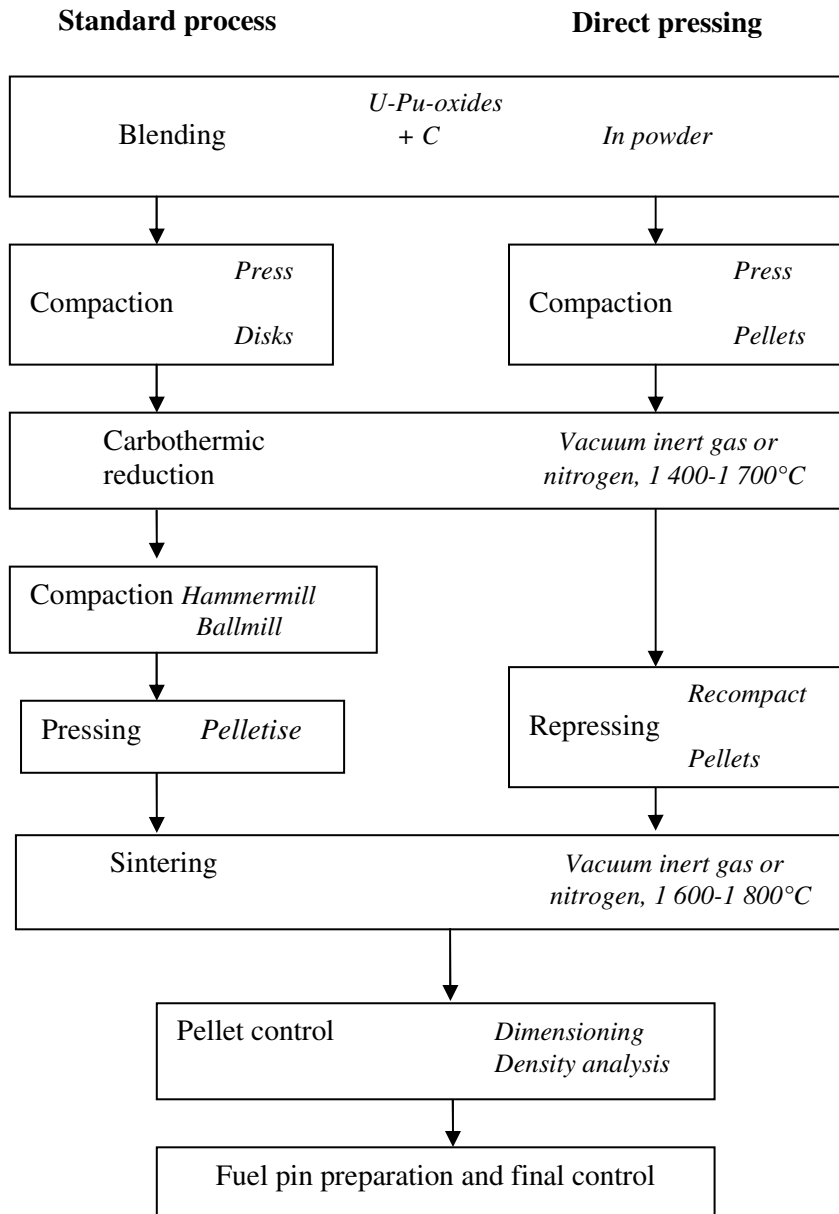 Standard process
Direct pressing
U-Pu-oxides
Blending + C In powder
Press
Compaction
Disks
Press
Compaction
Pellets
Carbothermic
reduction
Vacuum inert gas or
nitrogen, 1 400-1 700°C
Compaction Hammermill
Ballmill
Pressing Pelletise
Recompact
Repressing
Pellets
Sintering
Vacuum inert gas or
nitrogen, 1 600-1 800°C
Pellet control
Dimensioning
Density analysis
Fuel pin preparation and final control